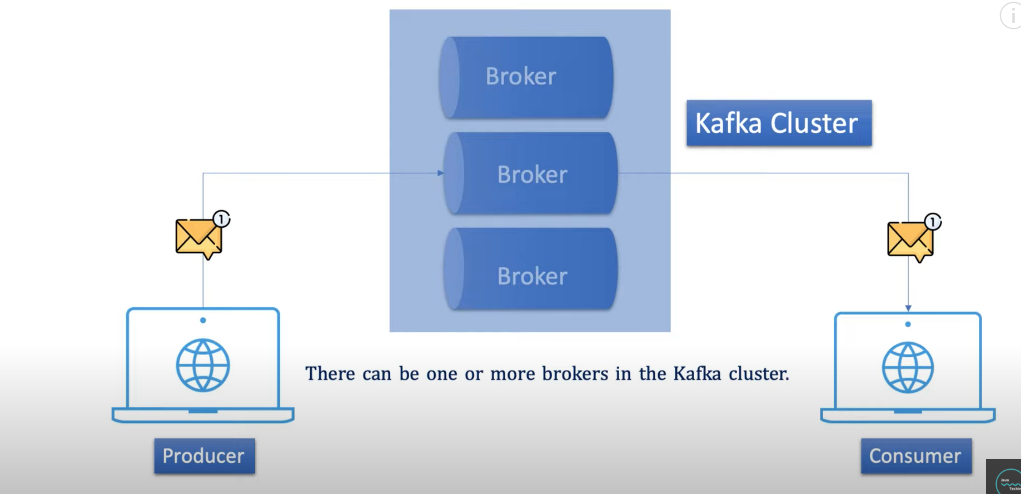 Broker
Kafka Cluster
Broker
1
1
Broker
There can be one or more brokers in the Kafka cluster.
Producer
Consumer